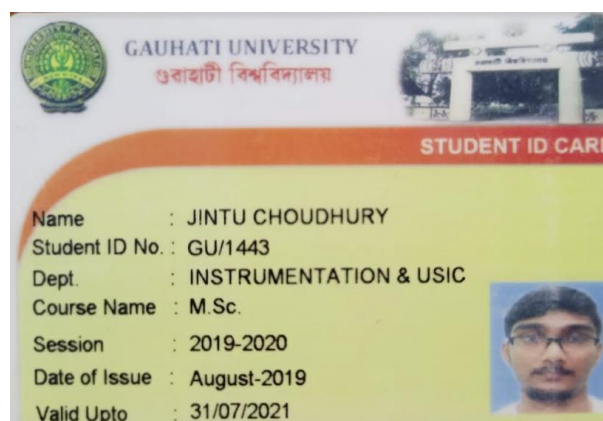 GAUHATI UNIVERSITY
গুৱাহাটী বিশ্ববিদ্যালয়
STUDENT ID CARD
Name : JINTU CHOUDHURY
Student ID No. : GU/1443
Dept. : INSTRUMENTATION & USIC
Course Name : M.Sc.
Session : 2019-2020
Date of Issue : August-2019
Valid Upto : 31/07/2021